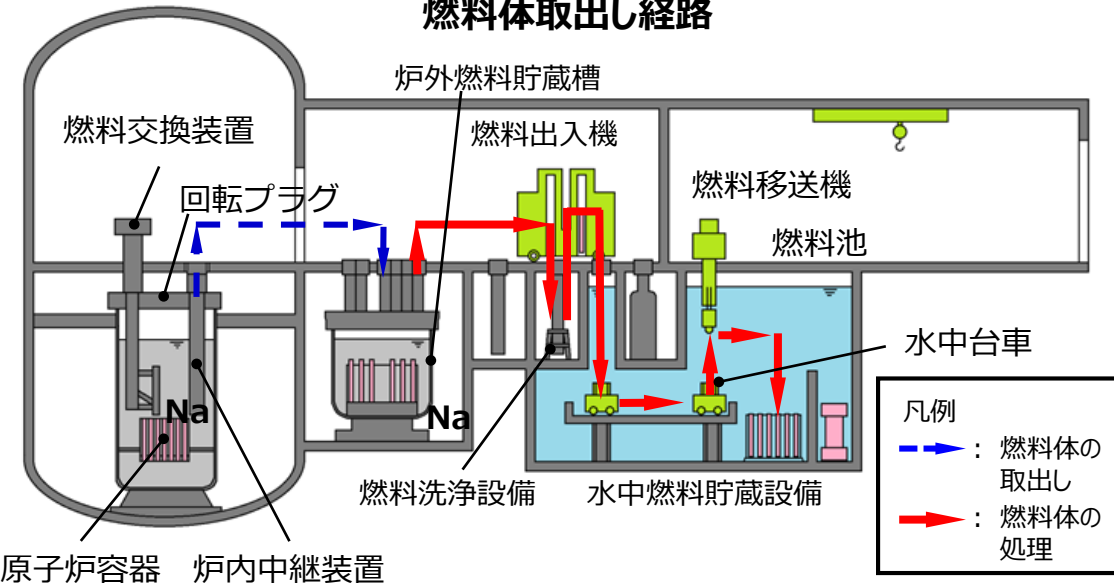 燃料体取出し経路
炉外燃料貯蔵槽
燃料交換装置
燃料出入機
回転プラグ
燃料移送機
燃料池
水中台車
Na
Na
燃料洗浄設備
水中燃料貯蔵設備
原子炉容器
炉内中継装置
凡例
： 燃料体の
取出し
： 燃料体の
処理